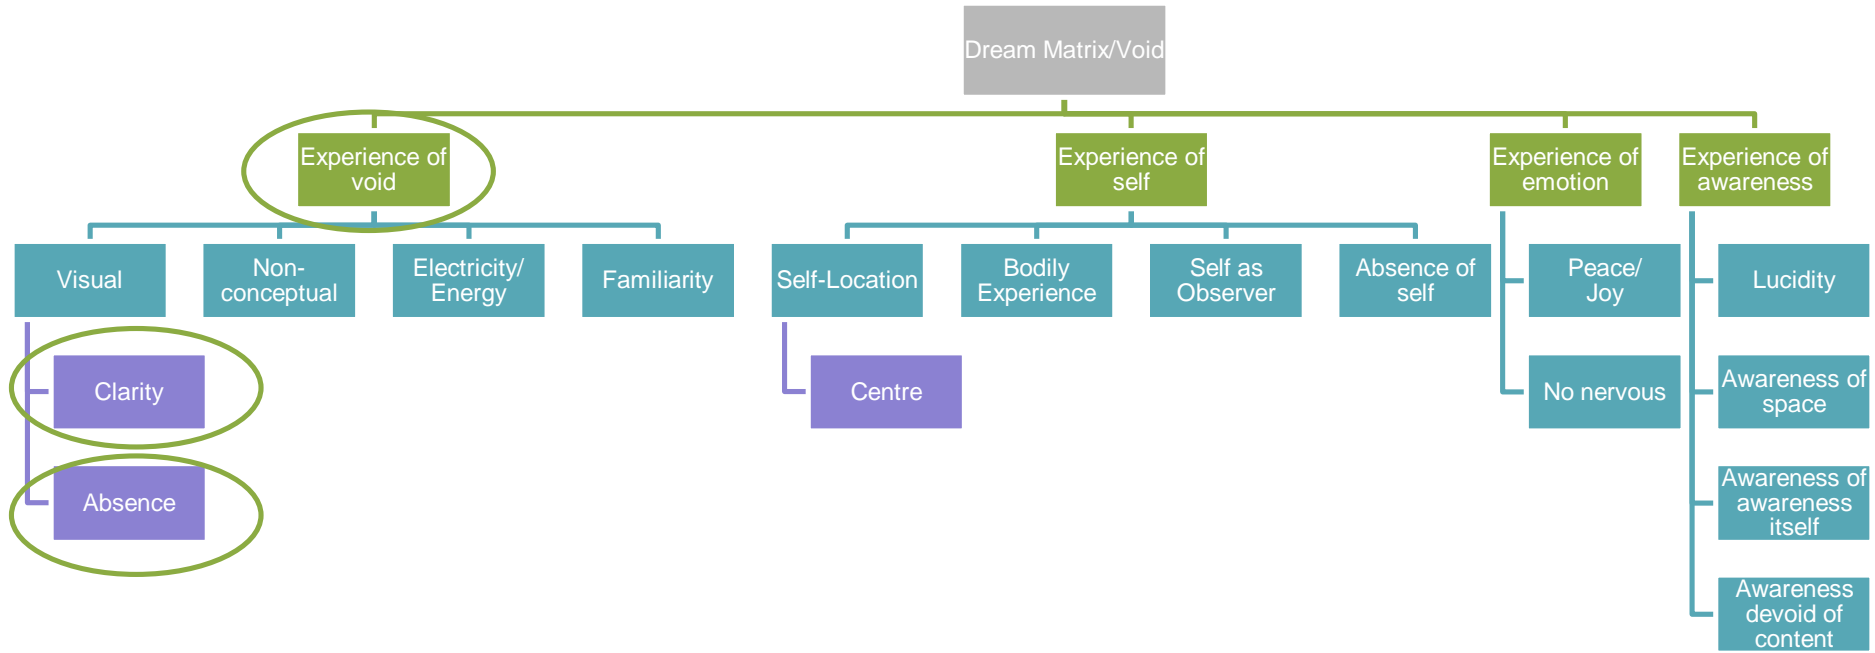 Dream Matrix/Void
Experience of
void
Experience of
self
Experience of
emotion
Experience of
awareness
Visual
Non-
conceptual
Electricity/
Energy
Familiarity
Self-Location
Bodily
Experience
Self as
Observer
Absence of
self
Peace/
Joy
Lucidity
Clarity
Centre
No nervous
Awareness of
space
Absence
Awareness of
awareness
itself
Awareness
devoid of
content